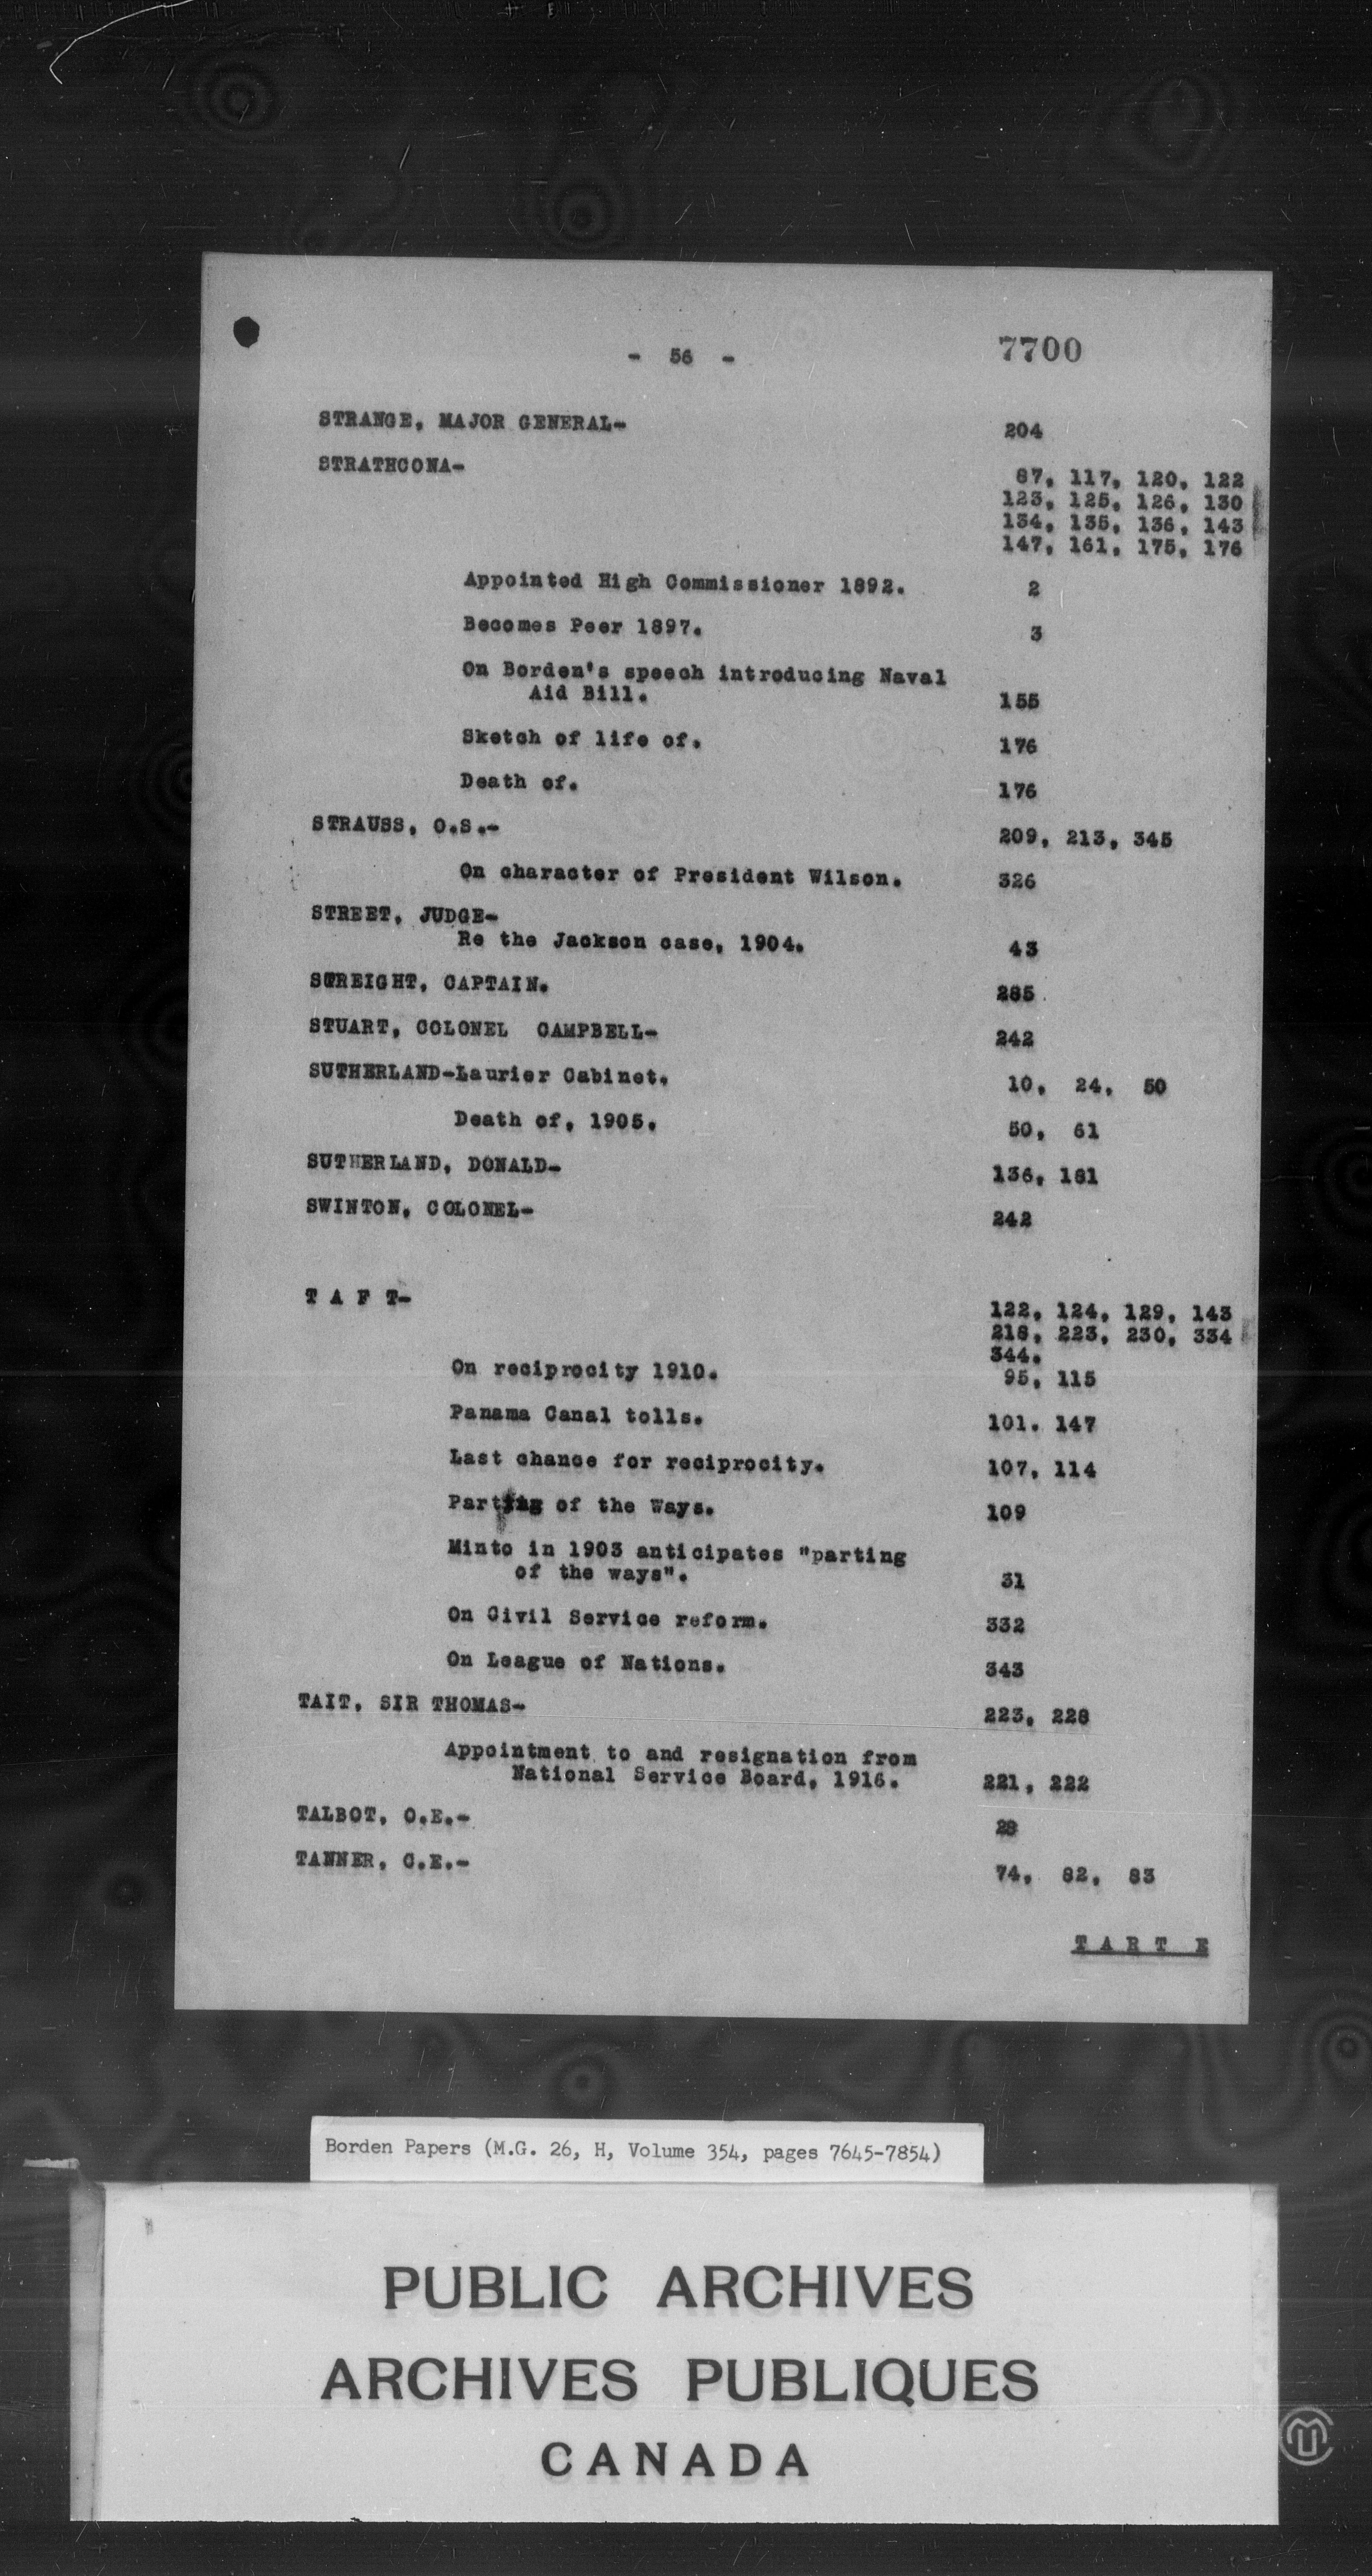 - 56 -
7700
STRANGE, MAJOR GENERAL- 204
STRATHCONA- 87, 117, 120, 122
123, 125, 126, 130
134, 135, 136, 143
147, 161, 175, 176
Appointed High Commissioner 1892. 2
Becomes Peer 1897. 3
On Borden's speech introducing Naval
Aid Bill. 155
Sketch of life of. 176
Death of. 176
STRAUSS, O.S.- 209, 213, 345
On character of President Wilson. 326
STREET, JUDGE-
Re the Jackson case, 1904. 43
STREIGHT, CAPTAIN. 285
STUART, COLONEL CAMPBELL- 242
SUTHERLAND-Laurier Cabinet. 10, 24, 50
Death of, 1905. 50, 61
SUTHERLAND, DONALD- 136, 181
SWINTON, COLONEL- 242
T A F T- 122, 124, 129, 143
218, 223, 230, 334
344.
On reciprocity 1910. 95, 115
Panama Canal tolls. 101. 147
Last chance for reciprocity. 107, 114
Parting of the Ways. 109
Minto in 1903 anticipates "parting
of the ways". 31
On Civil Service reform. 332
On League of Nations. 343
TAIT, SIR THOMAS- 223, 228
Appointment to and resignation from
National Service Board, 1916. 221, 222
TALBOT, O.E.- 28
TANNER, C.E.- 74, 82, 83
T A R T E
Borden Papers (M.G. 26, H, Volume 354, pages 7645-7854)
PUBLIC ARCHIVES
ARCHIVES PUBLIQUES
CANADA